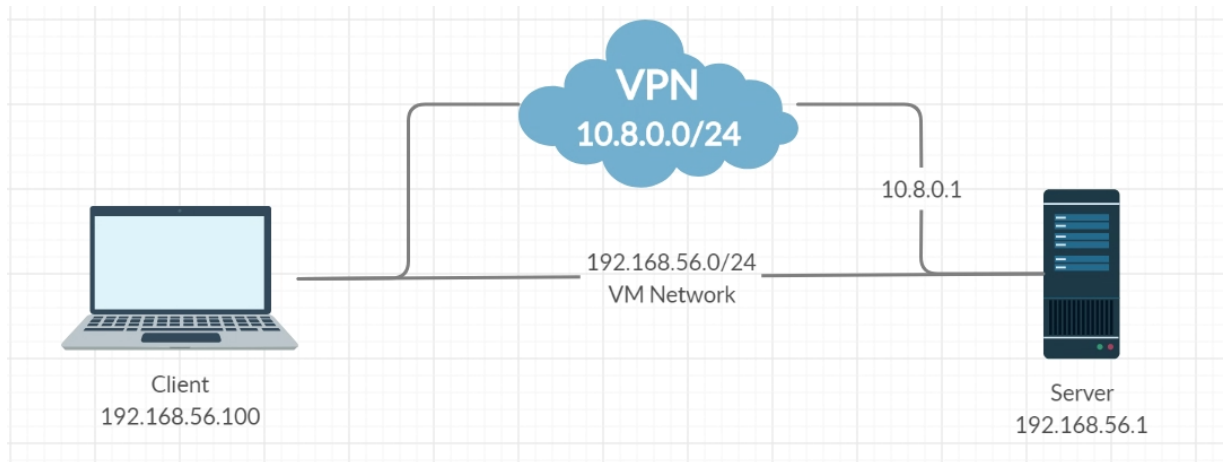 VPN
10.8.0.0/24
10.8.0.1
192.168.56.0/24
VM Network
Client
192.168.56.100
Server
192.168.56.1